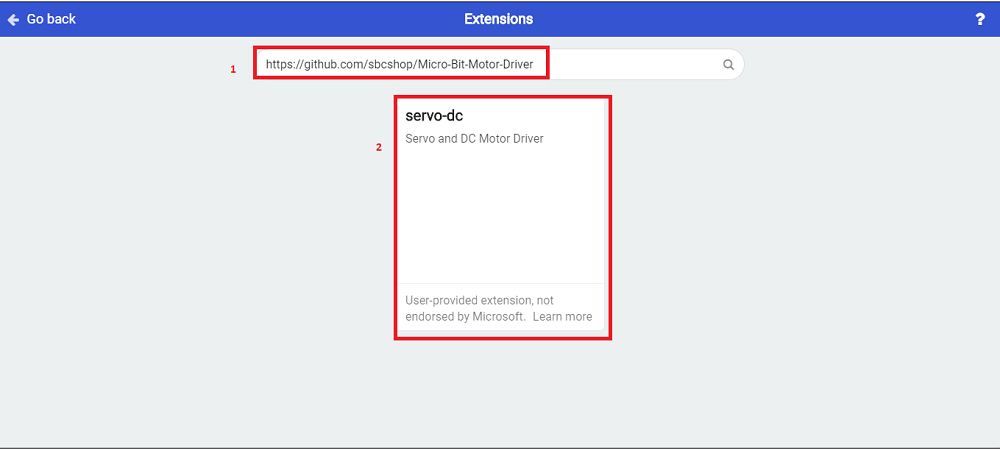 Go back
Extensions
?
1
https://github.com/sbcshop/Micro-Bit-Motor-Driver
2
servo-dc
Servo and DC Motor Driver
User-provided extension, not
endorsed by Microsoft. Learn more